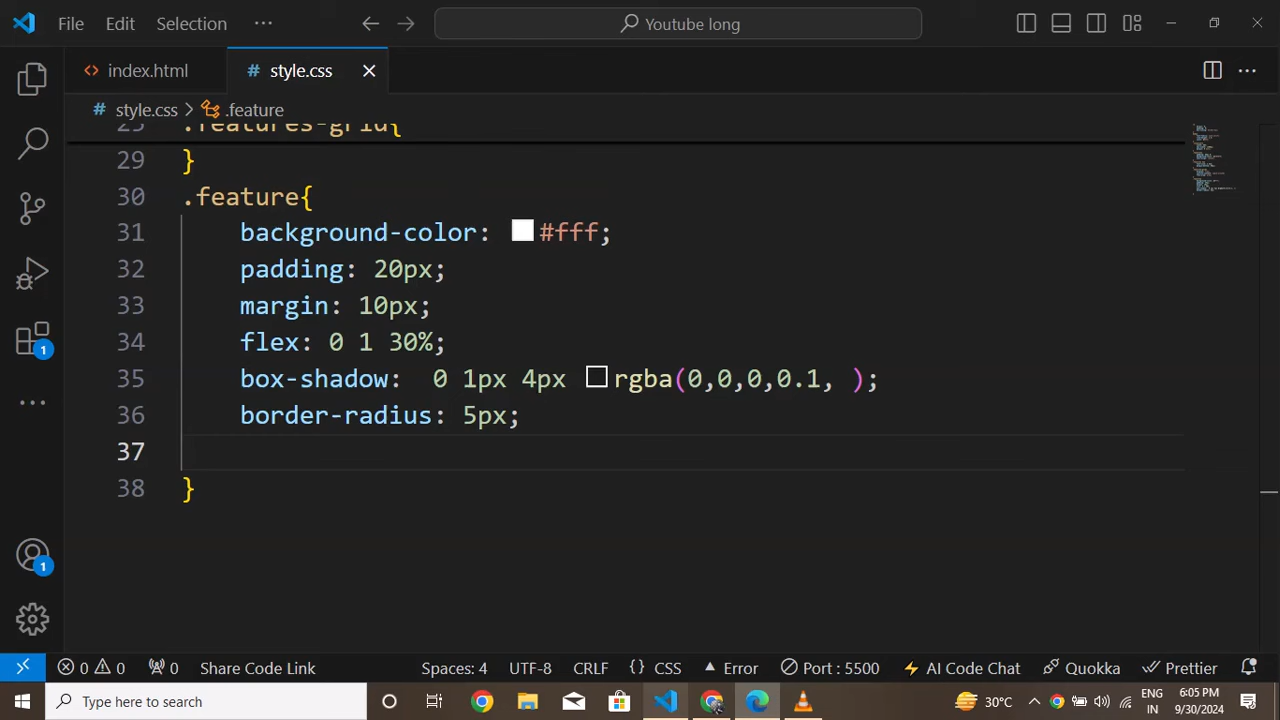 File Edit Selection ··· Youtube long
index.html style.css
style.css > .feature
25 .features-grid{
29 }
30 .feature{
31 background-color: #fff;
32 padding: 20px;
33 margin: 10px;
34 flex: 0 1 30%;
35 box-shadow: 0 1px 4px rgba(0,0,0,0.1, );
36 border-radius: 5px;
37
38 }
1
1
0 0 0 Share Code Link Spaces: 4 UTF-8 CRLF {} CSS Error Port : 5500 AI Code Chat Quokka Prettier
Type here to search 30°C ENG IN 6:05 PM 9/30/2024